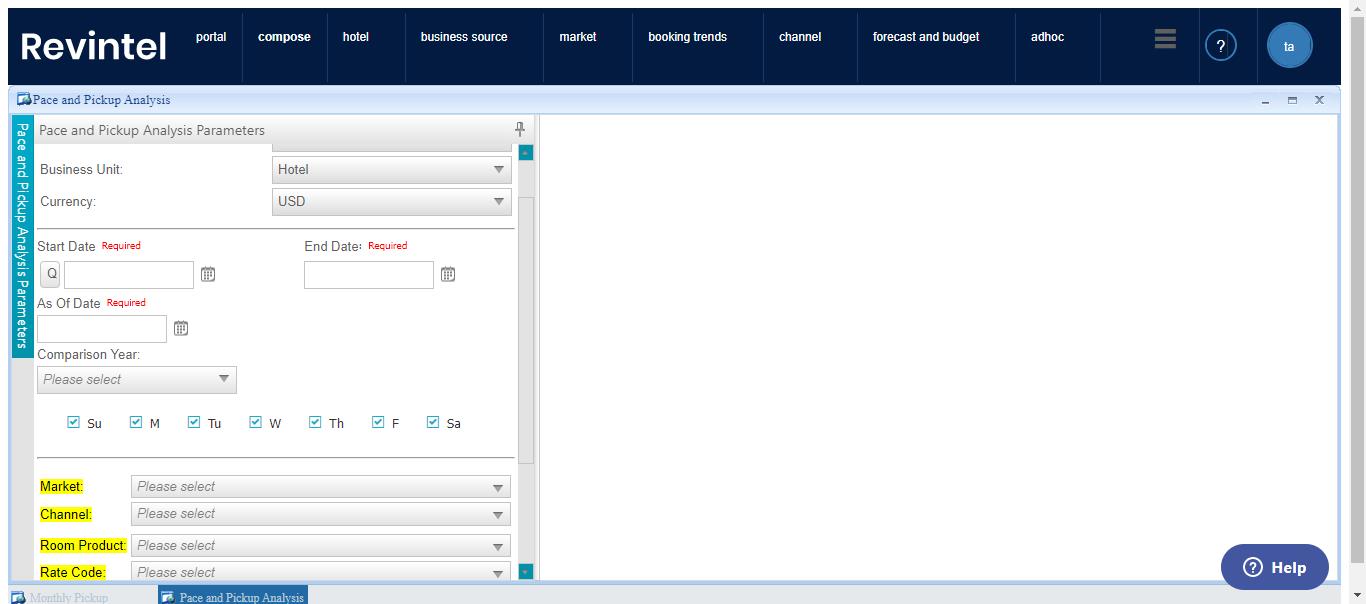 Revintel portal compose hotel business source market booking trends channel forecast and budget adhoc ? ta
Pace and Pickup Analysis
Pace and Pickup Analysis Parameters
Pace and Pickup Analysis Parameters
Business Unit: Hotel
Currency: USD
Start Date Required End Date: Required
Q
As Of Date Required
Comparison Year:
Please select
Su M Tu W Th F Sa
Market: Please select
Channel: Please select
Room Product: Please select
Rate Code: Please select
? Help
Monthly Pickup Pace and Pickup Analysis